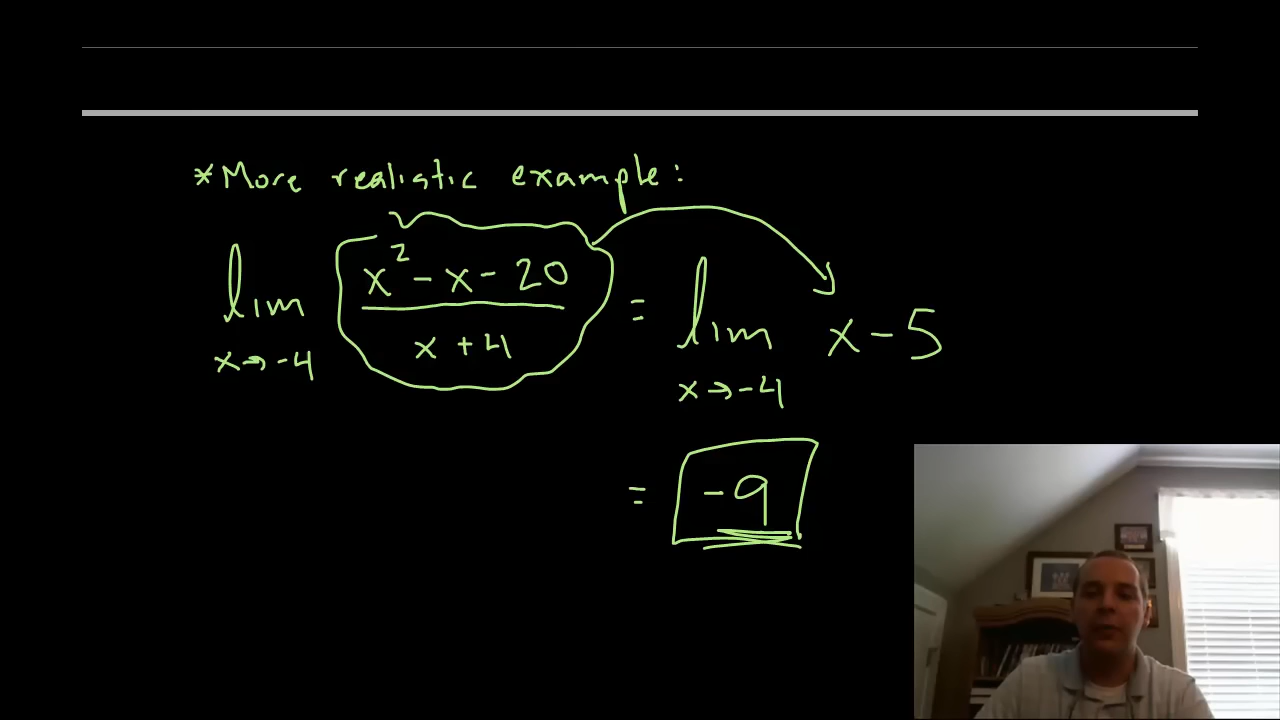 *More realistic example:
lim x→-4 (x² - x - 20)/(x + 4) = lim x→-4 x - 5
= -9